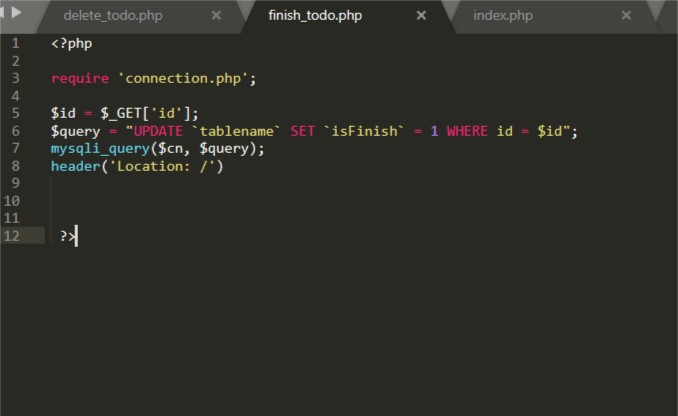 delete_todo.php × finish_todo.php × index.php ×
1 <?php
2
3 require 'connection.php';
4
5 $id = $_GET['id'];
6 $query = "UPDATE `tablename` SET `isFinish` = 1 WHERE id = $id";
7 mysqli_query($cn, $query);
8 header('Location: /')
9
10
11
12 ?>